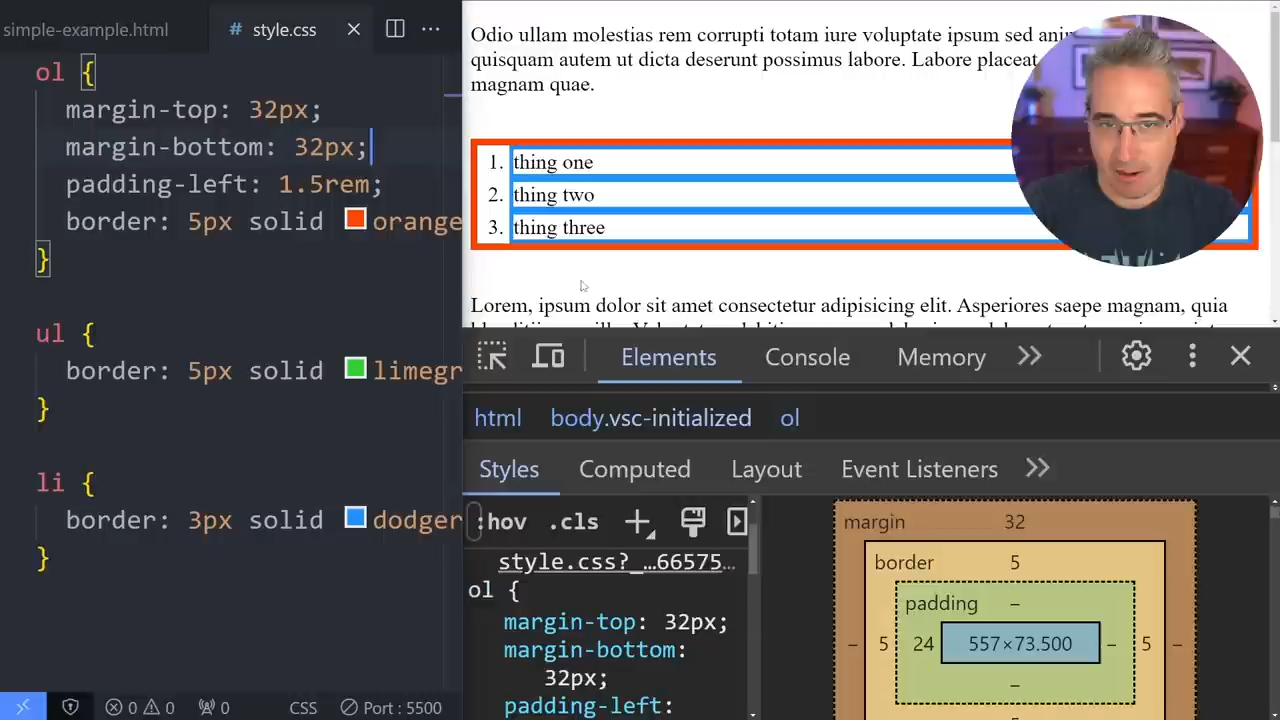 simple-example.html
# style.css
ol {
margin-top: 32px;
margin-bottom: 32px;
padding-left: 1.5rem;
border: 5px solid orange
}
ul {
border: 5px solid limegr
}
li {
border: 3px solid dodger
}
0 0 0 CSS Port : 5500
Odio ullam molestias rem corrupti totam iure voluptate ipsum sed
quisquam autem ut dicta deserunt possimus labore. Labore placeat
magnam quae.
1. thing one
2. thing two
3. thing three
Lorem, ipsum dolor sit amet consectetur adipisicing elit. Asperiores saepe magnam, quia
Elements Console Memory
html body.vsc-initialized ol
Styles Computed Layout Event Listeners
:hov .cls
style.css?_…66575…
ol {
margin-top: 32px;
margin-bottom:
32px;
padding-left:
margin 32
border 5
padding –
– 5 24 557×73.500 – 5 –
–